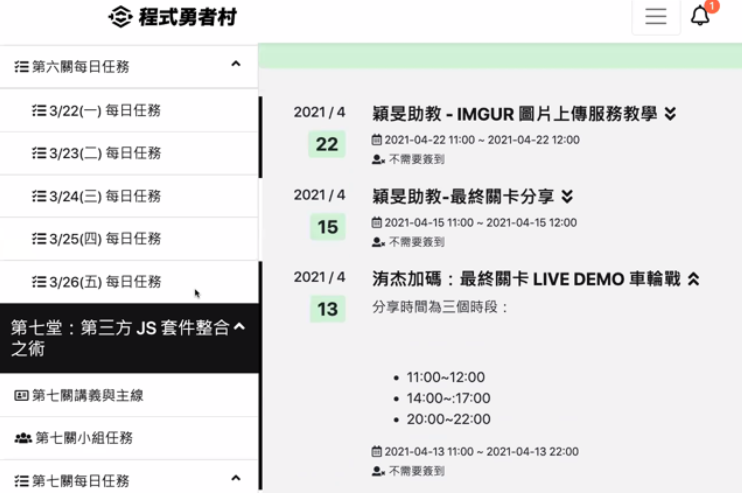 程式勇者村
1
第六關每日任務
3/22(一) 每日任務
3/23(二) 每日任務
3/24(三) 每日任務
3/25(四) 每日任務
3/26(五) 每日任務
第七堂：第三方 JS 套件整合
之術
第七關講義與主線
第七關小組任務
第七關每日任務
2021 / 4
22
穎旻助教 - IMGUR 圖片上傳服務教學
2021-04-22 11:00 ~ 2021-04-22 12:00
不需要簽到
2021 / 4
15
穎旻助教-最終關卡分享
2021-04-15 11:00 ~ 2021-04-15 12:00
不需要簽到
2021 / 4
13
洧杰加碼：最終關卡 LIVE DEMO 車輪戰
分享時間為三個時段：
• 11:00~12:00
• 14:00~:17:00
• 20:00~22:00
2021-04-13 11:00 ~ 2021-04-13 22:00
不需要簽到